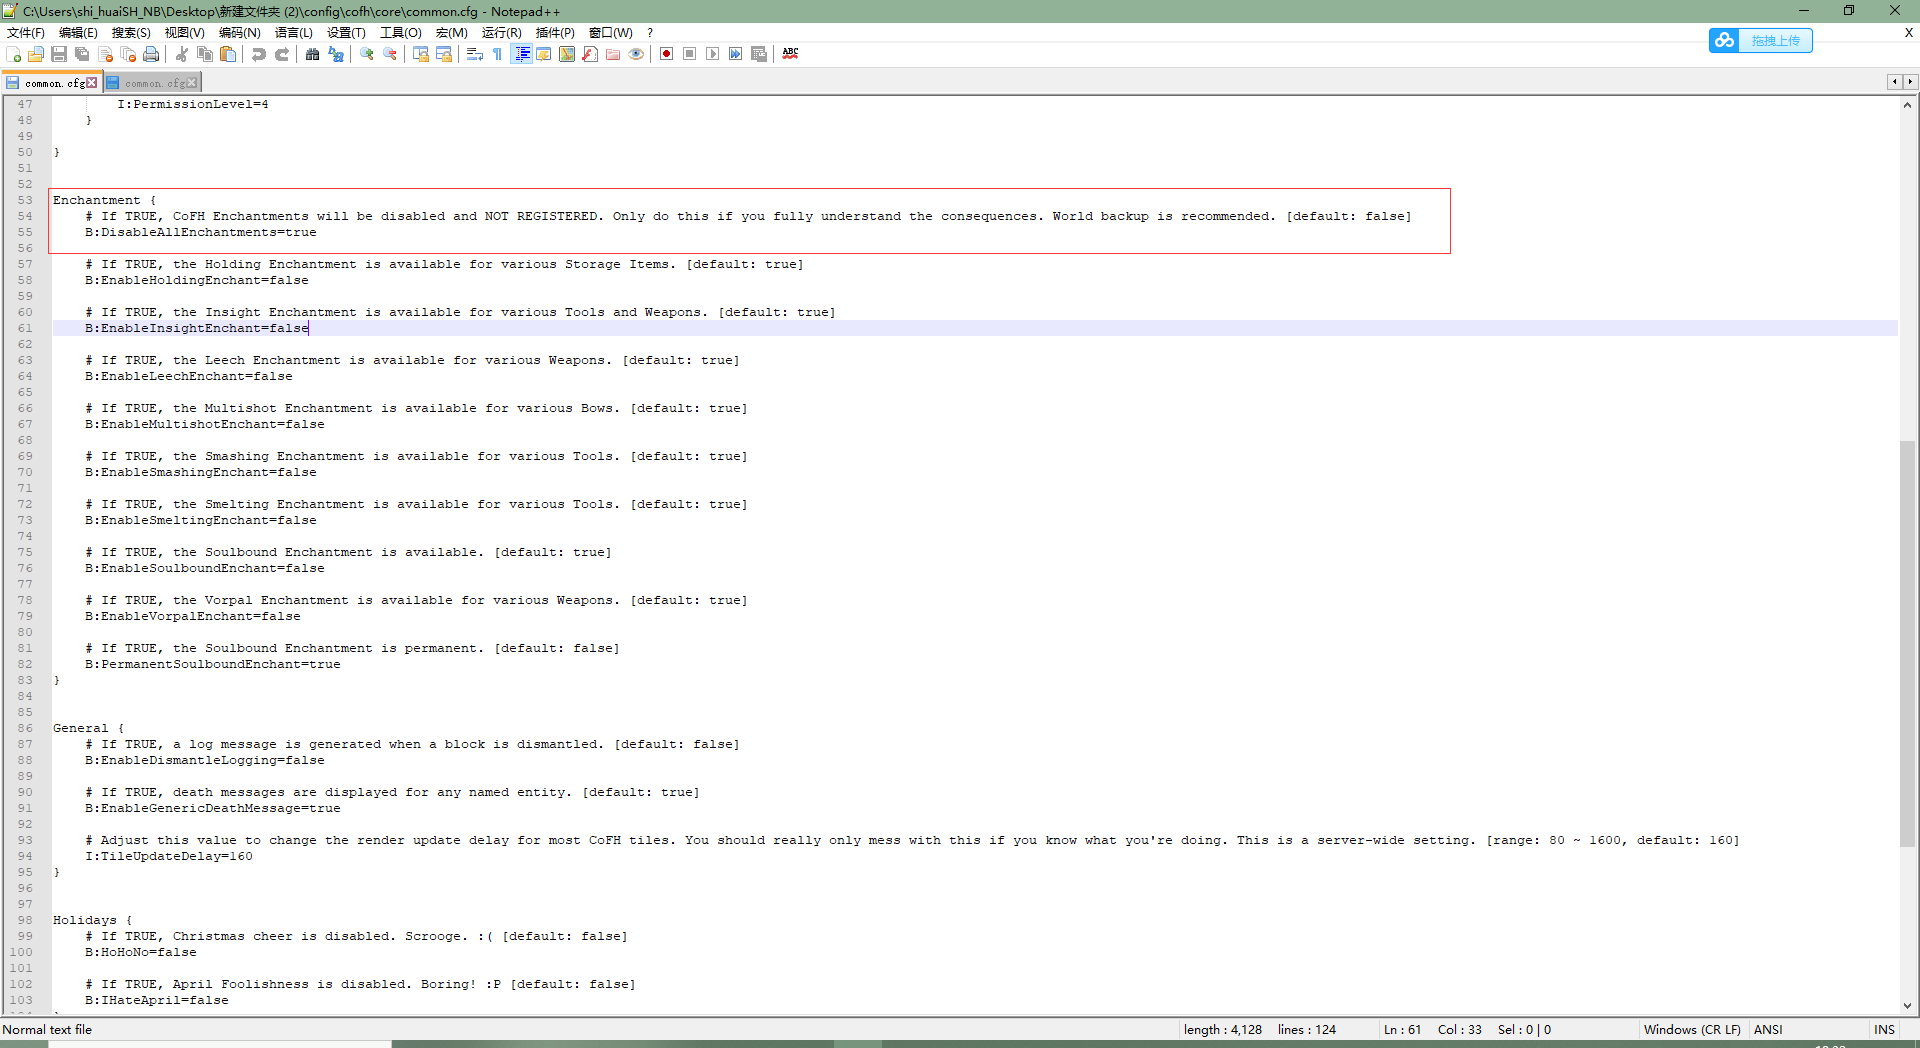 C:\Users\shi_huaiSH_NB\Desktop\新建文件夹 (2)\config\cofh\core\common.cfg - Notepad++
文件(F) 编辑(E) 搜索(S) 视图(V) 编码(N) 语言(L) 设置(T) 工具(O) 宏(M) 运行(R) 插件(P) 窗口(W) ? X
拖拽上传
ABC
common.cfg common.cfg
47 I:PermissionLevel=4
48 }
49
50 }
51
52
53 Enchantment {
54 # If TRUE, CoFH Enchantments will be disabled and NOT REGISTERED. Only do this if you fully understand the consequences. World backup is recommended. [default: false]
55 B:DisableAllEnchantments=true
56
57 # If TRUE, the Holding Enchantment is available for various Storage Items. [default: true]
58 B:EnableHoldingEnchant=false
59
60 # If TRUE, the Insight Enchantment is available for various Tools and Weapons. [default: true]
61 B:EnableInsightEnchant=false
62
63 # If TRUE, the Leech Enchantment is available for various Weapons. [default: true]
64 B:EnableLeechEnchant=false
65
66 # If TRUE, the Multishot Enchantment is available for various Bows. [default: true]
67 B:EnableMultishotEnchant=false
68
69 # If TRUE, the Smashing Enchantment is available for various Tools. [default: true]
70 B:EnableSmashingEnchant=false
71
72 # If TRUE, the Smelting Enchantment is available for various Tools. [default: true]
73 B:EnableSmeltingEnchant=false
74
75 # If TRUE, the Soulbound Enchantment is available. [default: true]
76 B:EnableSoulboundEnchant=false
77
78 # If TRUE, the Vorpal Enchantment is available for various Weapons. [default: true]
79 B:EnableVorpalEnchant=false
80
81 # If TRUE, the Soulbound Enchantment is permanent. [default: false]
82 B:PermanentSoulboundEnchant=true
83 }
84
85
86 General {
87 # If TRUE, a log message is generated when a block is dismantled. [default: false]
88 B:EnableDismantleLogging=false
89
90 # If TRUE, death messages are displayed for any named entity. [default: true]
91 B:EnableGenericDeathMessage=true
92
93 # Adjust this value to change the render update delay for most CoFH tiles. You should really only mess with this if you know what you're doing. This is a server-wide setting. [range: 80 ~ 1600, default: 160]
94 I:TileUpdateDelay=160
95 }
96
97
98 Holidays {
99 # If TRUE, Christmas cheer is disabled. Scrooge. :( [default: false]
100 B:HoHoNo=false
101
102 # If TRUE, April Foolishness is disabled. Boring! :P [default: false]
103 B:IHateApril=false
Normal text file length : 4,128 lines : 124 Ln : 61 Col : 33 Sel : 0 | 0 Windows (CR LF) ANSI INS